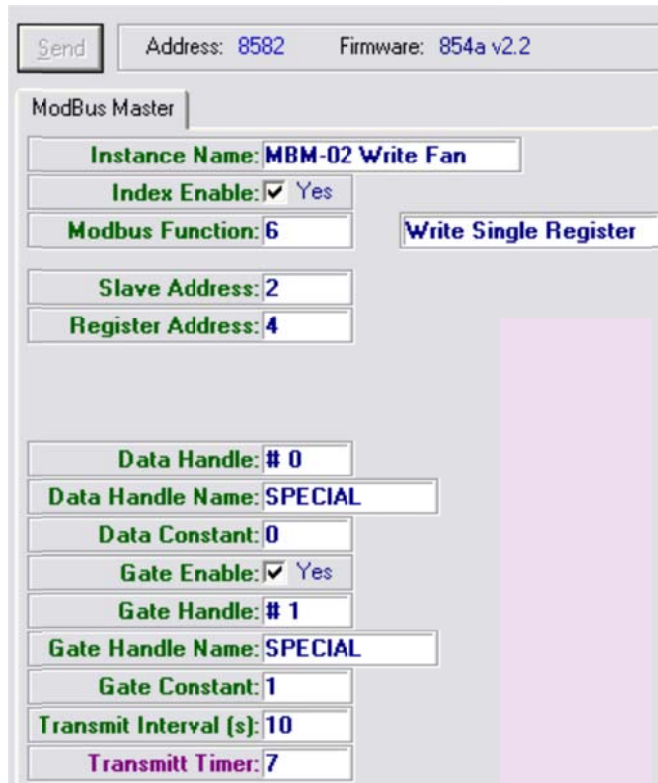 Send Address: 8582 Firmware: 854a v2.2
ModBus Master
Instance Name: MBM-02 Write Fan
Index Enable: Yes
Modbus Function: 6 Write Single Register
Slave Address: 2
Register Address: 4
Data Handle: # 0
Data Handle Name: SPECIAL
Data Constant: 0
Gate Enable: Yes
Gate Handle: # 1
Gate Handle Name: SPECIAL
Gate Constant: 1
Transmit Interval (s): 10
Transmitt Timer: 7